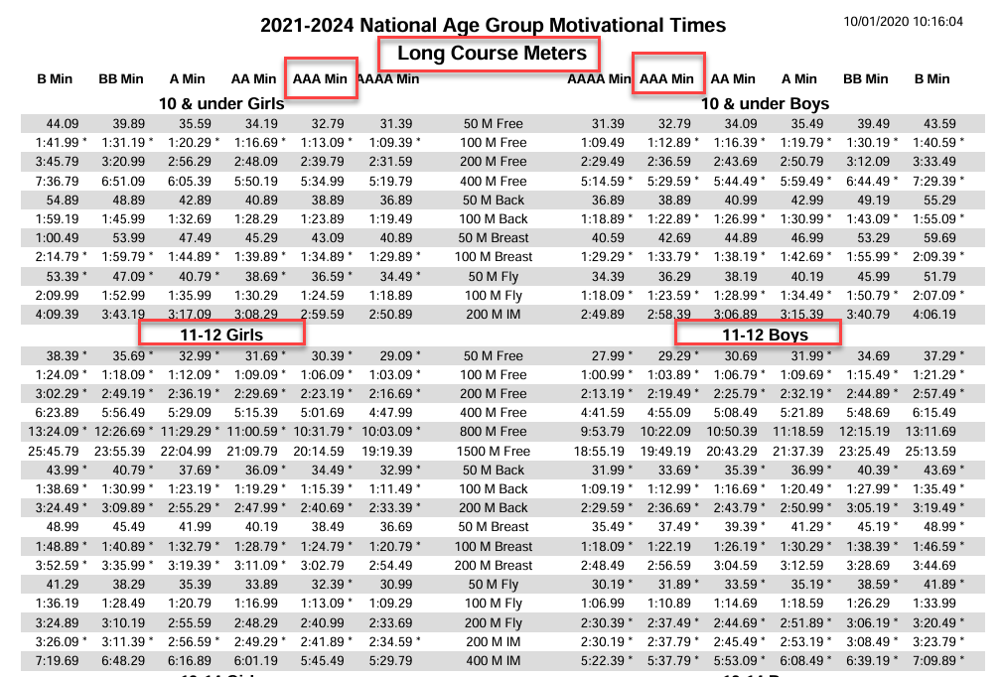 2021-2024 National Age Group Motivational Times 10/01/2020 10:16:04
Long Course Meters
B Min BB Min A Min AA Min AAA Min AAAA Min AAAA Min AAA Min AA Min A Min BB Min B Min
10 & under Girls 10 & under Boys
44.09 39.89 35.59 34.19 32.79 31.39 50 M Free 31.39 32.79 34.09 35.49 39.49 43.59
1:41.99 * 1:31.19 * 1:20.29 * 1:16.69 * 1:13.09 * 1:09.39 * 100 M Free 1:09.49 1:12.89 * 1:16.39 * 1:19.79 * 1:30.19 * 1:40.59 *
3:45.79 3:20.99 2:56.29 2:48.09 2:39.79 2:31.59 200 M Free 2:29.49 2:36.59 2:43.69 2:50.79 3:12.09 3:33.49
7:36.79 6:51.09 6:05.39 5:50.19 5:34.99 5:19.79 400 M Free 5:14.59 * 5:29.59 * 5:44.49 * 5:59.49 * 6:44.49 * 7:29.39 *
54.89 48.89 42.89 40.89 38.89 36.89 50 M Back 36.89 38.89 40.99 42.99 49.19 55.29
1:59.19 1:45.99 1:32.69 1:28.29 1:23.89 1:19.49 100 M Back 1:18.89 * 1:22.89 * 1:26.99 * 1:30.99 * 1:43.09 * 1:55.09 *
1:00.49 53.99 47.49 45.29 43.09 40.89 50 M Breast 40.59 42.69 44.89 46.99 53.29 59.69
2:14.79 * 1:59.79 * 1:44.89 * 1:39.89 * 1:34.89 * 1:29.89 * 100 M Breast 1:29.29 * 1:33.79 * 1:38.19 * 1:42.69 * 1:55.99 * 2:09.39 *
53.39 * 47.09 * 40.79 * 38.69 * 36.59 * 34.49 * 50 M Fly 34.39 36.29 38.19 40.19 45.99 51.79
2:09.99 1:52.99 1:35.99 1:30.29 1:24.59 1:18.89 100 M Fly 1:18.09 * 1:23.59 * 1:28.99 * 1:34.49 * 1:50.79 * 2:07.09 *
4:09.39 3:43.19 3:17.09 3:08.29 2:59.59 2:50.89 200 M IM 2:49.89 2:58.39 3:06.89 3:15.39 3:40.79 4:06.19
11-12 Girls 11-12 Boys
38.39 * 35.69 * 32.99 * 31.69 * 30.39 * 29.09 * 50 M Free 27.99 * 29.29 * 30.69 31.99 * 34.69 37.29 *
1:24.09 * 1:18.09 * 1:12.09 * 1:09.09 * 1:06.09 * 1:03.09 * 100 M Free 1:00.99 * 1:03.89 * 1:06.79 * 1:09.69 * 1:15.49 * 1:21.29 *
3:02.29 * 2:49.19 * 2:36.19 * 2:29.69 * 2:23.19 * 2:16.69 * 200 M Free 2:13.19 * 2:19.49 * 2:25.79 * 2:32.19 * 2:44.89 * 2:57.49 *
6:23.89 5:56.49 5:29.09 5:15.39 5:01.69 4:47.99 400 M Free 4:41.59 4:55.09 5:08.49 5:21.89 5:48.69 6:15.49
13:24.09 * 12:26.69 * 11:29.29 * 11:00.59 * 10:31.79 * 10:03.09 * 800 M Free 9:53.79 10:22.09 10:50.39 11:18.59 12:15.19 13:11.69
25:45.79 23:55.39 22:04.99 21:09.79 20:14.59 19:19.39 1500 M Free 18:55.19 19:49.19 20:43.29 21:37.39 23:25.49 25:13.59
43.99 * 40.79 * 37.69 * 36.09 * 34.49 * 32.99 * 50 M Back 31.99 * 33.69 * 35.39 * 36.99 * 40.39 * 43.69 *
1:38.69 * 1:30.99 * 1:23.19 * 1:19.29 * 1:15.39 * 1:11.49 * 100 M Back 1:09.19 * 1:12.99 * 1:16.69 * 1:20.49 * 1:27.99 * 1:35.49 *
3:24.49 * 3:09.89 * 2:55.29 * 2:47.99 * 2:40.69 * 2:33.39 * 200 M Back 2:29.59 * 2:36.69 * 2:43.79 * 2:50.99 * 3:05.19 * 3:19.49 *
48.99 45.49 41.99 40.19 38.49 36.69 50 M Breast 35.49 * 37.49 * 39.39 * 41.29 * 45.19 * 48.99 *
1:48.89 * 1:40.89 * 1:32.79 * 1:28.79 * 1:24.79 * 1:20.79 * 100 M Breast 1:18.09 * 1:22.19 1:26.19 * 1:30.29 * 1:38.39 * 1:46.59 *
3:52.59 * 3:35.99 * 3:19.39 * 3:11.09 * 3:02.79 2:54.49 200 M Breast 2:48.49 2:56.59 3:04.59 3:12.59 3:28.69 3:44.69
41.29 38.29 35.39 33.89 32.39 * 30.99 50 M Fly 30.19 * 31.89 * 33.59 * 35.19 * 38.59 * 41.89 *
1:36.19 1:28.49 1:20.79 1:16.99 1:13.09 * 1:09.29 100 M Fly 1:06.99 1:10.89 1:14.69 1:18.59 1:26.29 1:33.99
3:24.89 3:10.19 2:55.59 2:48.29 2:40.99 2:33.69 200 M Fly 2:30.39 * 2:37.49 * 2:44.69 * 2:51.89 * 3:06.19 * 3:20.49 *
3:26.09 * 3:11.39 * 2:56.59 * 2:49.29 * 2:41.89 * 2:34.59 * 200 M IM 2:30.19 * 2:37.79 * 2:45.49 * 2:53.19 * 3:08.49 * 3:23.79 *
7:19.69 6:48.29 6:16.89 6:01.19 5:45.49 5:29.79 400 M IM 5:22.39 * 5:37.79 * 5:53.09 * 6:08.49 * 6:39.19 * 7:09.89 *